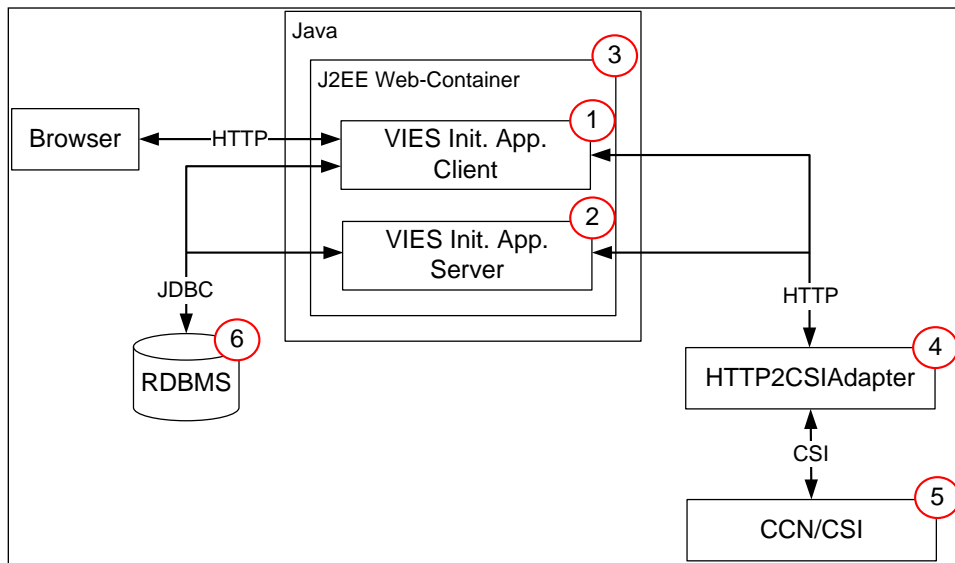 Java
3
J2EE Web-Container
1
Browser
HTTP
VIES Init. App.
Client
2
VIES Init. App.
Server
JDBC
HTTP
6
RDBMS
4
HTTP2CSIAdapter
CSI
5
CCN/CSI